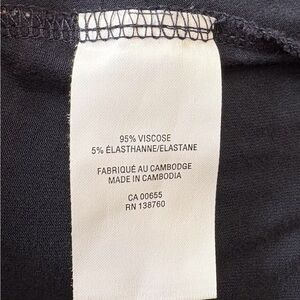 95% VISCOSE
5% ÉLASTHANNE/ELASTANE
FABRIQUÉ AU CAMBODGE
MADE IN CAMBODIA
CA 00655
RN 138760